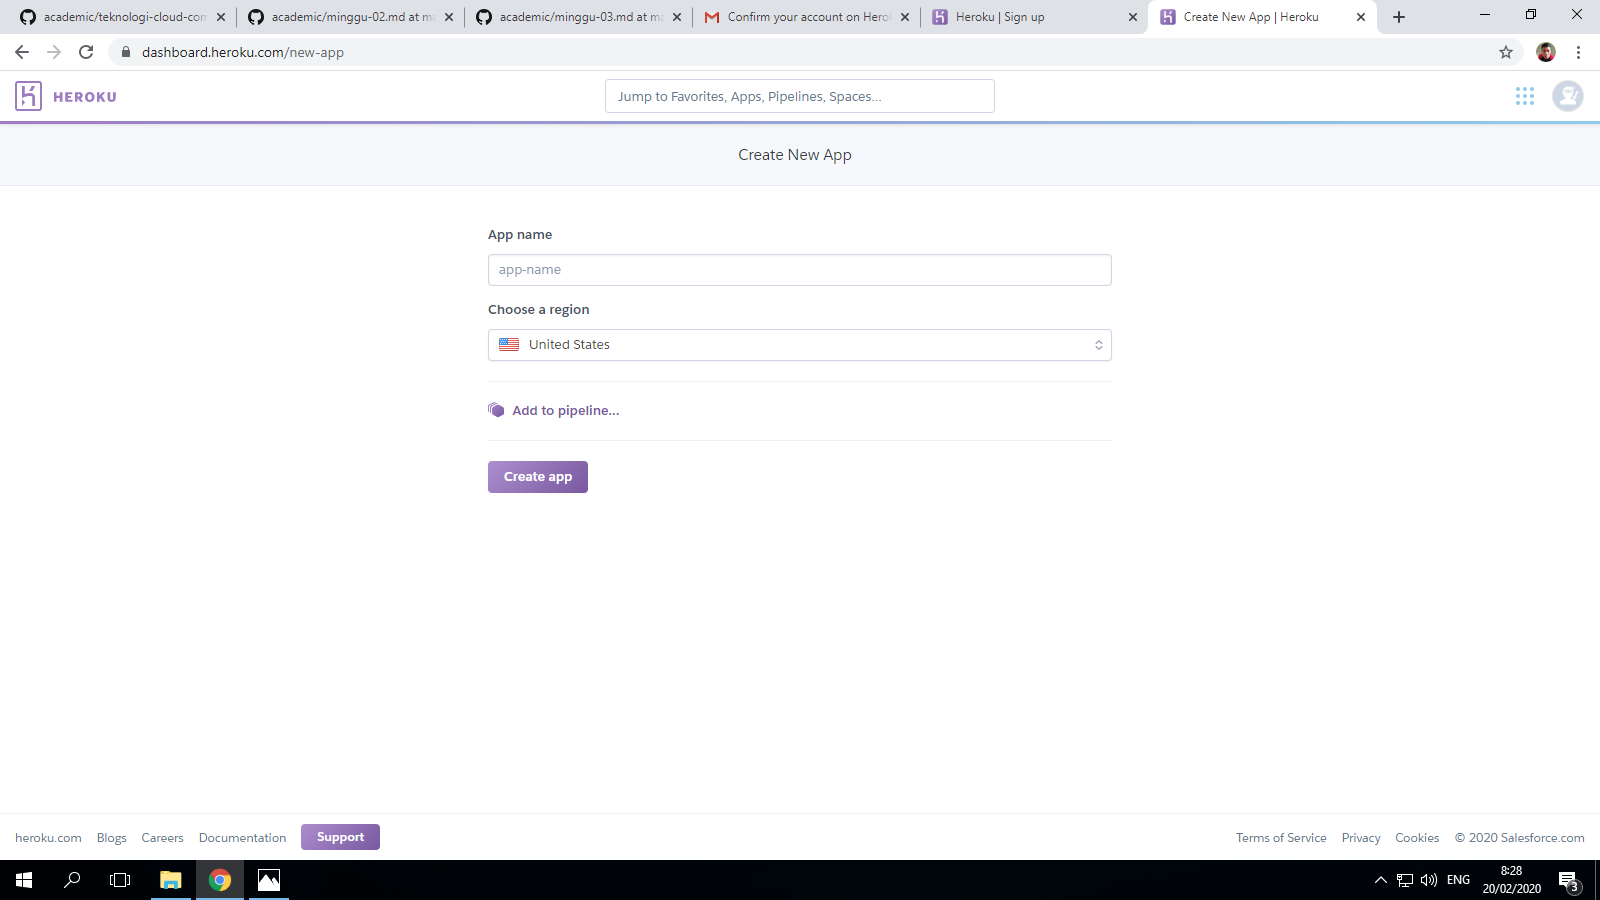 academic/teknologi-cloud-com
academic/minggu-02.md at ma
academic/minggu-03.md at ma
Confirm your account on Herok
Heroku | Sign up
Create New App | Heroku
dashboard.heroku.com/new-app
HEROKU
Jump to Favorites, Apps, Pipelines, Spaces...
Create New App
App name
app-name
Choose a region
United States
Add to pipeline...
Create app
heroku.com Blogs Careers Documentation Support
Terms of Service Privacy Cookies © 2020 Salesforce.com
ENG
8:28
20/02/2020
3